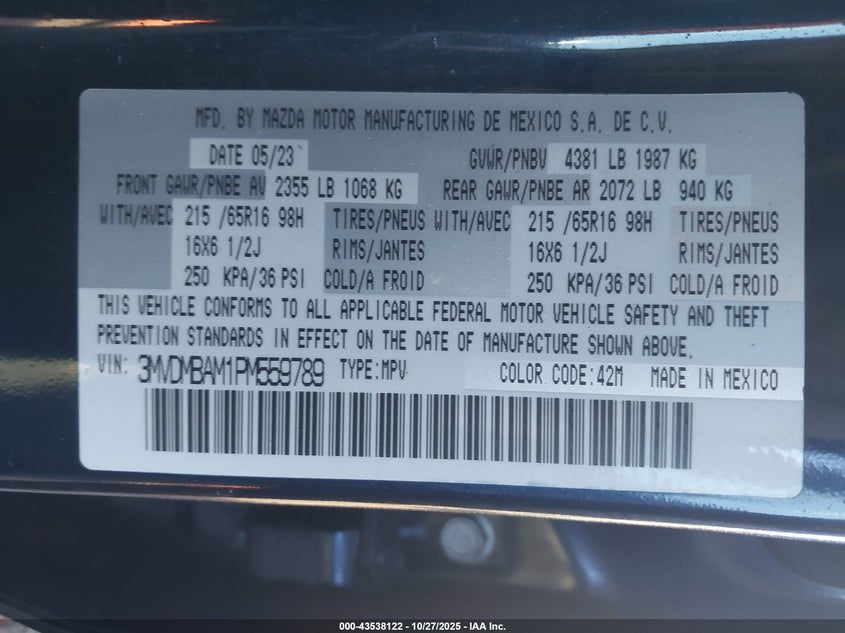 MFD. BY MAZDA MOTOR MANUFACTURING DE MEXICO S.A. DE C.V.
DATE 05/23 GVWR/PNBV 4381 LB 1987 KG
FRONT GAWR/PNBE AV 2355 LB 1068 KG REAR GAWR/PNBE AR 2072 LB 940 KG
WITH/AVEC 215 /65R16 98H TIRES/PNEUS WITH/AVEC 215 /65R16 98H TIRES/PNEUS
16X6 1/2J RIMS/JANTES 16X6 1/2J RIMS/JANTES
250 KPA/36 PSI COLD/A FROID 250 KPA/36 PSI COLD/A FROID
THIS VEHICLE CONFORMS TO ALL APPLICABLE FEDERAL MOTOR VEHICLE SAFETY AND THEFT
PREVENTION STANDARDS IN EFFECT ON THE DATE OF MANUFACTURE SHOWN ABOVE.
VIN: 3MVDMBAM1PM559789 TYPE:MPV COLOR CODE:42M MADE IN MEXICO
000-43538122 - 10/27/2025 - IAA Inc.